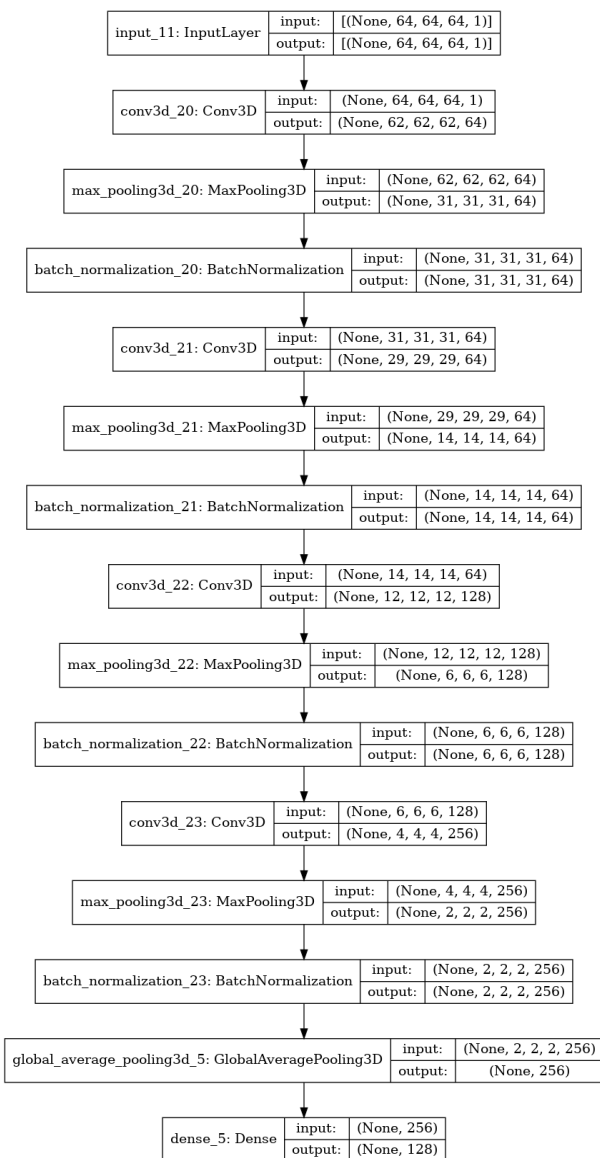 input_11: InputLayer
input: [(None, 64, 64, 64, 1)]
output: [(None, 64, 64, 64, 1)]
conv3d_20: Conv3D
input: (None, 64, 64, 64, 1)
output: (None, 62, 62, 62, 64)
max_pooling3d_20: MaxPooling3D
input: (None, 62, 62, 62, 64)
output: (None, 31, 31, 31, 64)
batch_normalization_20: BatchNormalization
input: (None, 31, 31, 31, 64)
output: (None, 31, 31, 31, 64)
conv3d_21: Conv3D
input: (None, 31, 31, 31, 64)
output: (None, 29, 29, 29, 64)
max_pooling3d_21: MaxPooling3D
input: (None, 29, 29, 29, 64)
output: (None, 14, 14, 14, 64)
batch_normalization_21: BatchNormalization
input: (None, 14, 14, 14, 64)
output: (None, 14, 14, 14, 64)
conv3d_22: Conv3D
input: (None, 14, 14, 14, 64)
output: (None, 12, 12, 12, 128)
max_pooling3d_22: MaxPooling3D
input: (None, 12, 12, 12, 128)
output: (None, 6, 6, 6, 128)
batch_normalization_22: BatchNormalization
input: (None, 6, 6, 6, 128)
output: (None, 6, 6, 6, 128)
conv3d_23: Conv3D
input: (None, 6, 6, 6, 128)
output: (None, 4, 4, 4, 256)
max_pooling3d_23: MaxPooling3D
input: (None, 4, 4, 4, 256)
output: (None, 2, 2, 2, 256)
batch_normalization_23: BatchNormalization
input: (None, 2, 2, 2, 256)
output: (None, 2, 2, 2, 256)
global_average_pooling3d_5: GlobalAveragePooling3D
input: (None, 2, 2, 2, 256)
output: (None, 256)
dense_5: Dense
input: (None, 256)
output: (None, 128)